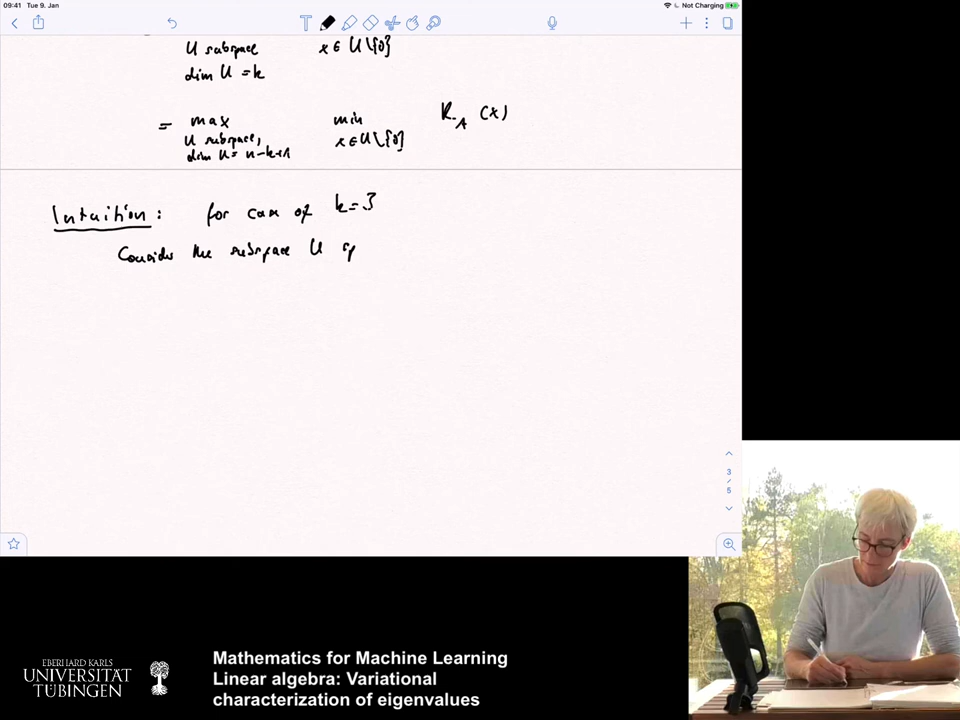 09:41 Tue 9. Jan
Not Charging
U subspace x ∈ U\{0}
dim U = k
= max min R_A (x)
U subspace, x ∈ U\{0}
dim U = n-k+1
Intuition: for case of k=3
Consider the subspace U sp
3
/
5
EBERHARD KARLS
UNIVERSITÄT
TÜBINGEN
Mathematics for Machine Learning
Linear algebra: Variational
characterization of eigenvalues